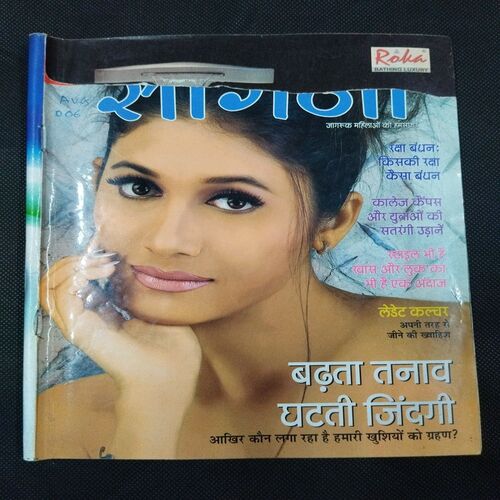 Roka
BATHING LUXURY
AUG
006
जागरूक महिलाओं की
रक्षा बंधन:
किसकी रक्षा
कैसा बंधन
कालेज कैंपस
और युवाओं की
सतरंगी उड़ानें
स्टाइल भी है
खास और लुक का
भी है एक अंदाज
लेडेट कल्चर
अपनी तरह से
जीने की ख्वाहिश
बढ़ता तनाव
घटती जिंदगी
आखिर कौन लगा रहा है हमारी खुशियों को ग्रहण?